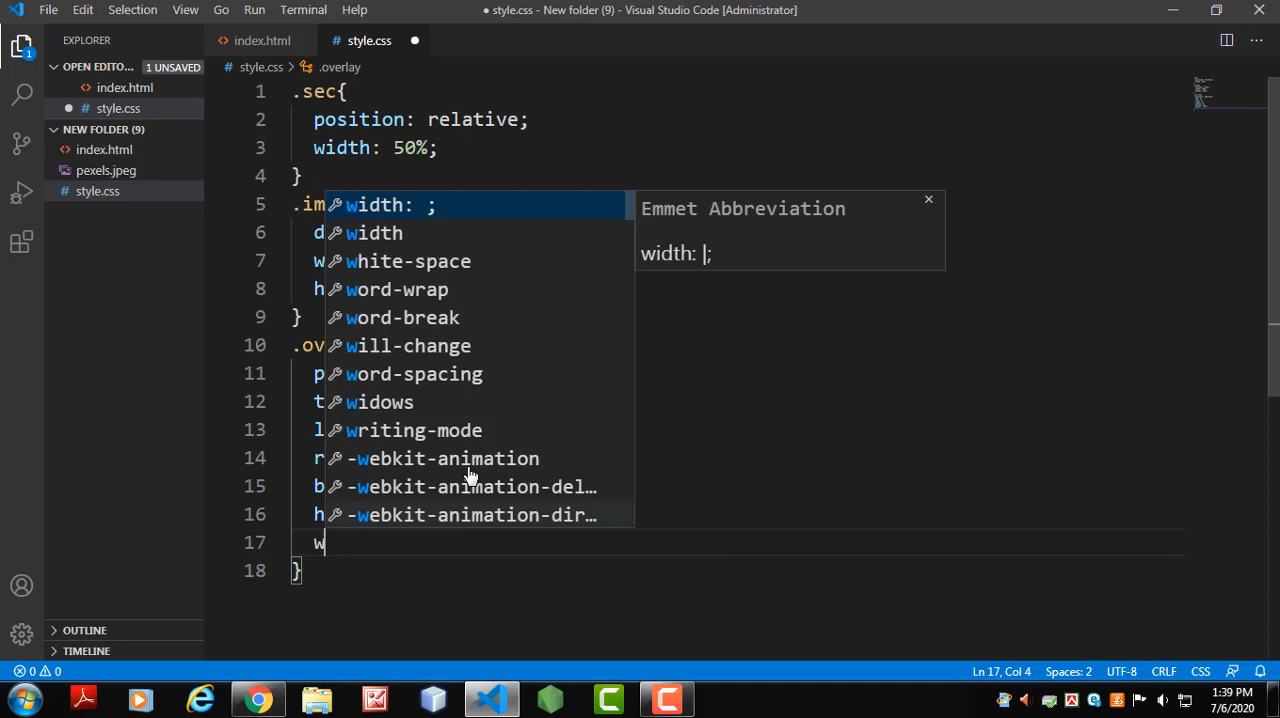 File Edit Selection View Go Run Terminal Help
● style.css - New folder (9) - Visual Studio Code [Administrator]
EXPLORER
index.html
style.css
OPEN EDITO... 1 UNSAVED
index.html
style.css
NEW FOLDER (9)
index.html
pexels.jpeg
style.css
OUTLINE
TIMELINE
style.css > .overlay
1 .sec{
2 position: relative;
3 width: 50%;
4 }
5 .im
6 d
7 w
8 h
9 }
10 .ov
11 p
12 t
13 l
14 r
15 b
16 h
17 w
18 }
width: ;
width
white-space
word-wrap
word-break
will-change
word-spacing
widows
writing-mode
-webkit-animation
-webkit-animation-del...
-webkit-animation-dir...
Emmet Abbreviation
width: |;
1
0 0
Ln 17, Col 4 Spaces: 2 UTF-8 CRLF CSS
1:39 PM
7/6/2020